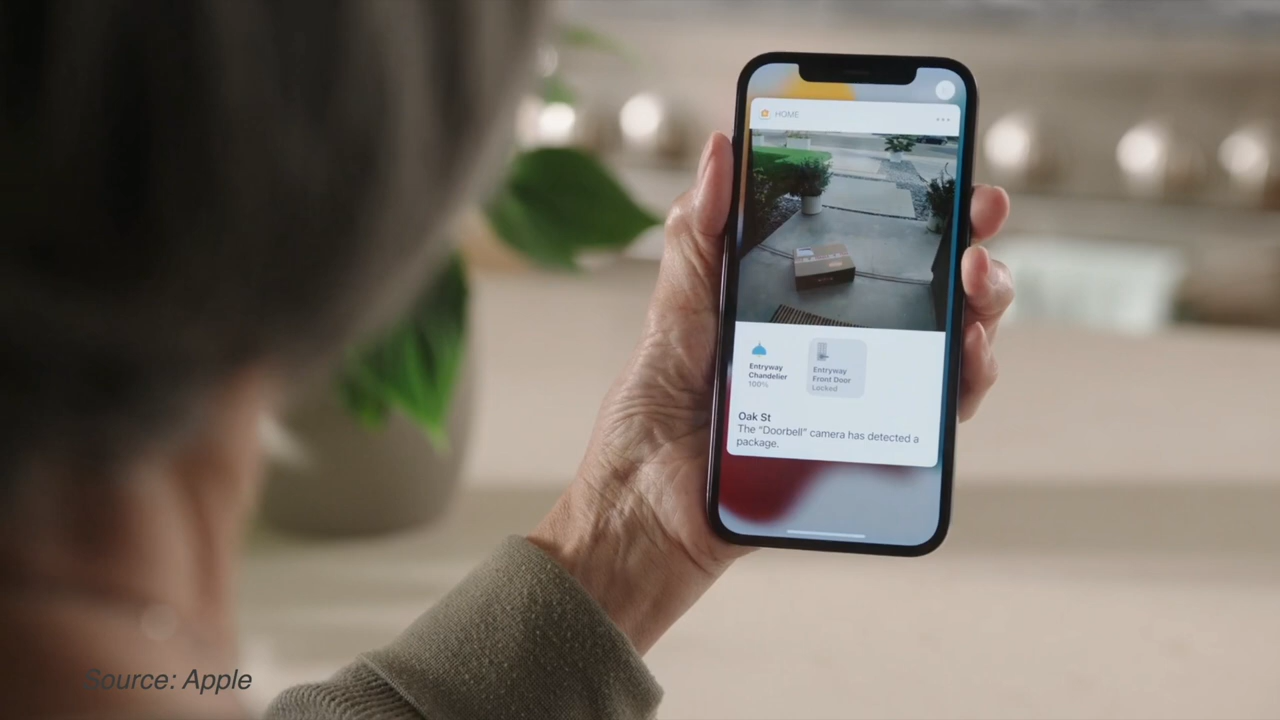 HOME
Entryway
Chandelier
100%
Entryway
Front Door
Locked
Oak St
The “Doorbell” camera has detected a
package.
Source: Apple